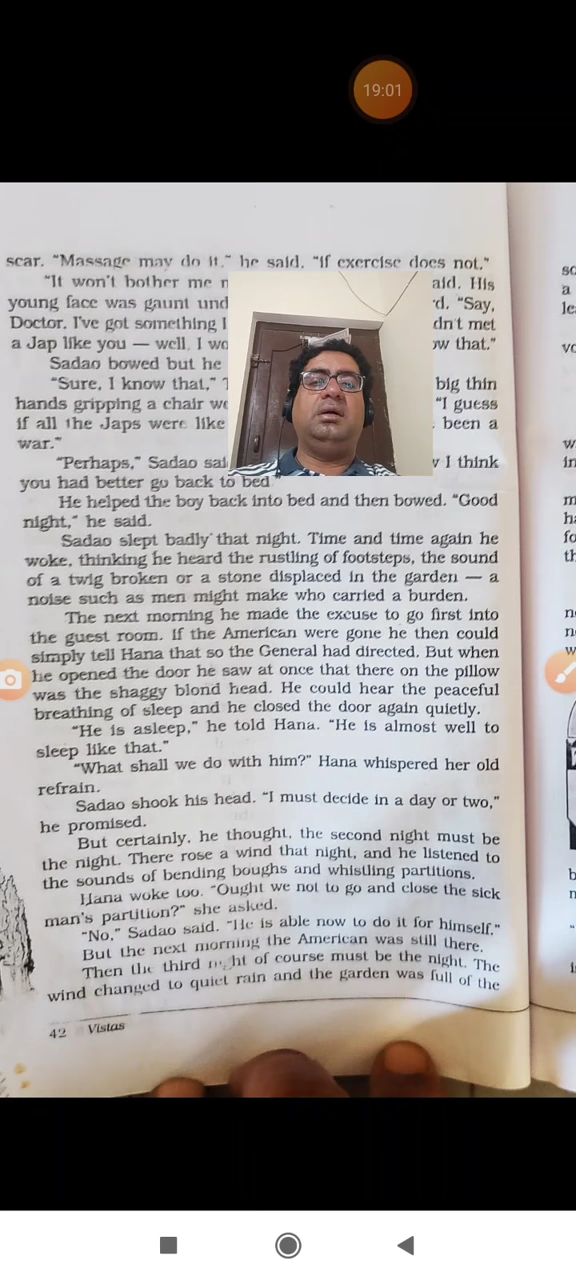 19:01
scar. "Massage may do it," he said, "if exercise does not."
"It won't bother me aid. His
young face was gaunt und d. "Say,
Doctor, I've got something dn't met
a Jap like you — well, I ow that."
Sadao bowed but he
"Sure, I know that," big thin
hands gripping a chair "I guess
if all the Japs were like been a
war."
"Perhaps," Sadao I think
you had better go back to bed."
He helped the boy back into bed and then bowed. "Good
night," he said.
Sadao slept badly that night. Time and time again he
woke, thinking he heard the rustling of footsteps, the sound
of a twig broken or a stone displaced in the garden — a
noise such as men might make who carried a burden.
The next morning he made the excuse to go first into
the guest room. If the American were gone he then could
simply tell Hana that so the General had directed. But when
he opened the door he saw at once that there on the pillow
was the shaggy blond head. He could hear the peaceful
breathing of sleep and he closed the door again quietly.
"He is asleep," he told Hana. "He is almost well to
sleep like that."
"What shall we do with him?" Hana whispered her old
refrain.
Sadao shook his head. "I must decide in a day or two,"
he promised.
But certainly, he thought, the second night must be
the night. There rose a wind that night, and he listened to
the sounds of bending boughs and whistling partitions.
Hana woke too. "Ought we not to go and close the sick
man's partition?" she asked.
"No," Sadao said. "He is able now to do it for himself."
But the next morning the American was still there.
Then the third night of course must be the night. The
wind changed to quiet rain and the garden was full of the
42 Vistas